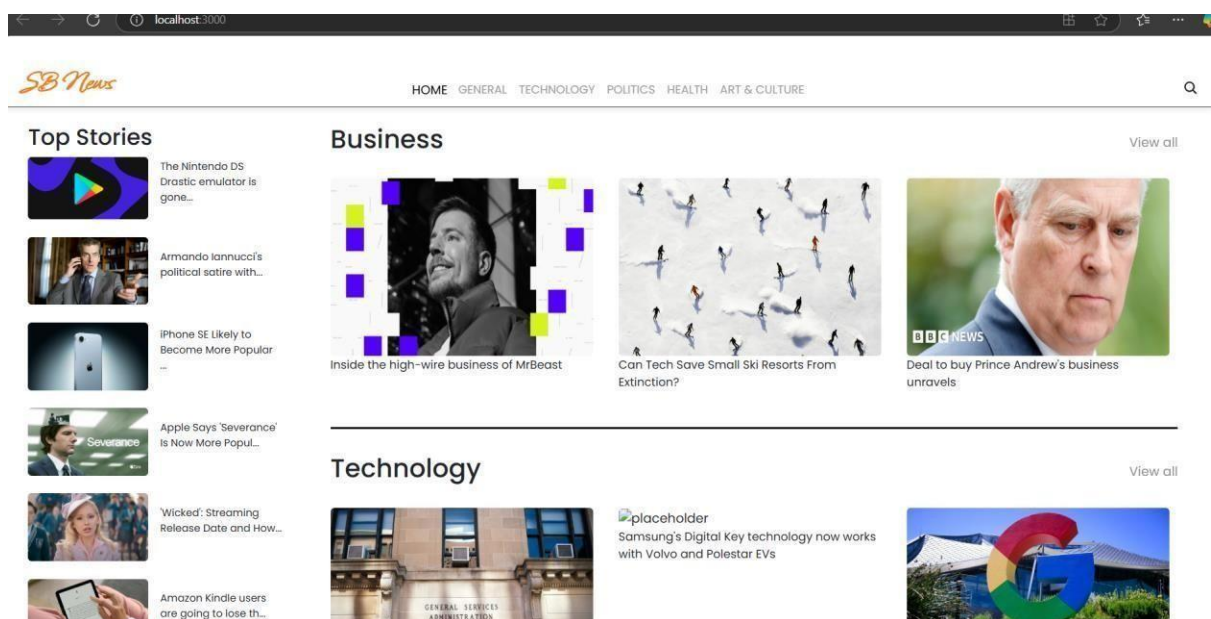 localhost:3000
SB News
HOME GENERAL TECHNOLOGY POLITICS HEALTH ART & CULTURE
Top Stories
The Nintendo DS
Drastic emulator is
gone...
Armando Iannucci's
political satire with...
iPhone SE Likely to
Become More Popular
...
Severance
Apple Says 'Severance'
Is Now More Popul...
'Wicked': Streaming
Release Date and How...
Amazon Kindle users
are going to lose th...
Business
View all
Inside the high-wire business of MrBeast
Can Tech Save Small Ski Resorts From
Extinction?
BBC NEWS
Deal to buy Prince Andrew's business
unravels
Technology
View all
GENERAL SERVICES
ADMINISTRATION
placeholder
Samsung's Digital Key technology now works
with Volvo and Polestar EVs